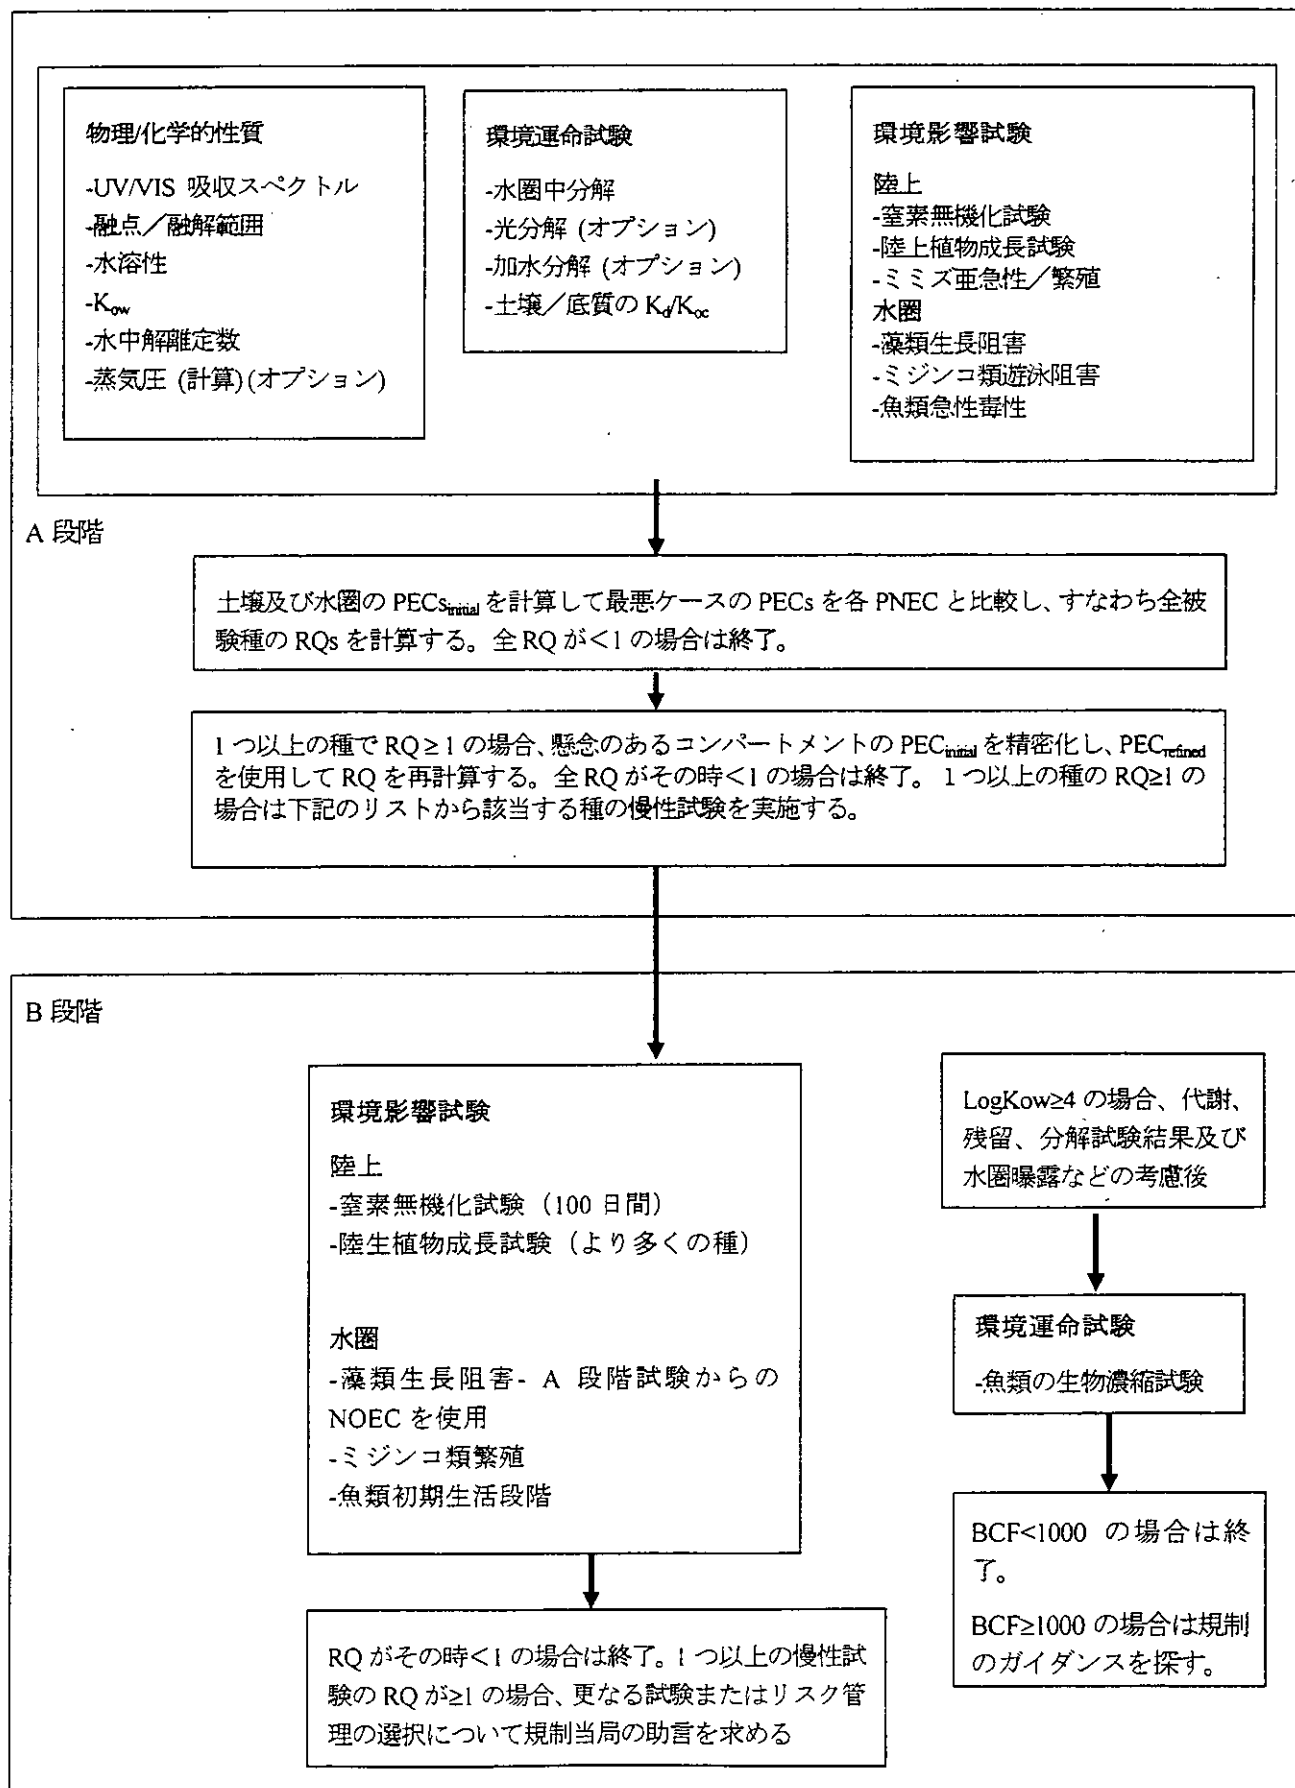 物理/化学的性質
-UV/VIS 吸収スペクトル
-融点／融解範囲
-水溶性
-Kow
-水中解離定数
-蒸気圧 (計算) (オプション)
環境運命試験
-水圏中分解
-光分解 (オプション)
-加水分解 (オプション)
-土壌／底質の Kd/Koc
環境影響試験
陸上
-窒素無機化試験
-陸上植物成長試験
-ミミズ亜急性／繁殖
水圏
-藻類生長阻害
-ミジンコ類遊泳阻害
-魚類急性毒性
A 段階
土壌及び水圏の PECsinitial を計算して最悪ケースの PECs を各 PNEC と比較し、すなわち全被
験種の RQs を計算する。全 RQ が<1 の場合は終了。
1 つ以上の種で RQ ≥ 1 の場合、懸念のあるコンパートメントの PECinitial を精密化し、PECrefined
を使用して RQ を再計算する。全 RQ がその時<1 の場合は終了。 1 つ以上の種の RQ≥1 の
場合は下記のリストから該当する種の慢性試験を実施する。
B 段階
環境影響試験
陸上
-窒素無機化試験（100 日間）
-陸生植物成長試験（より多くの種）
水圏
-藻類生長阻害- A 段階試験からの
NOEC を使用
-ミジンコ類繁殖
-魚類初期生活段階
RQ がその時<1 の場合は終了。1 つ以上の慢性試
験の RQ が≥1 の場合、更なる試験またはリスク管
理の選択について規制当局の助言を求める
LogKow≥4 の場合、代謝、
残留、分解試験結果及び
水圏曝露などの考慮後
環境運命試験
-魚類の生物濃縮試験
BCF<1000 の場合は終
了。
BCF≥1000 の場合は規制
のガイダンスを探す。